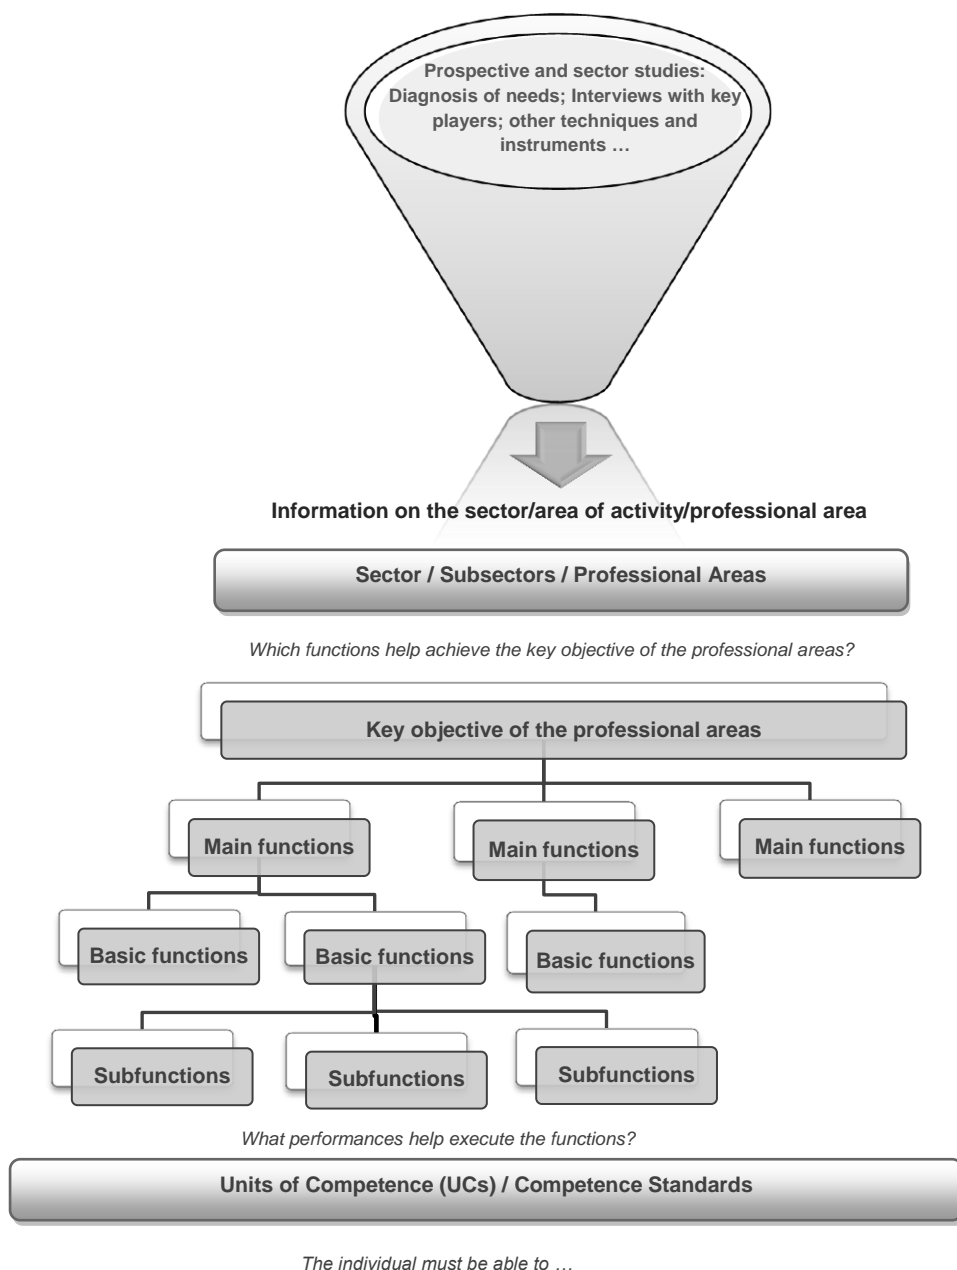 Prospective and sector studies:
Diagnosis of needs; Interviews with key
players; other techniques and
instruments …
Information on the sector/area of activity/professional area
Sector / Subsectors / Professional Areas
Which functions help achieve the key objective of the professional areas?
Key objective of the professional areas
Main functions
Main functions
Main functions
Basic functions
Basic functions
Basic functions
Subfunctions
Subfunctions
Subfunctions
What performances help execute the functions?
Units of Competence (UCs) / Competence Standards
The individual must be able to …